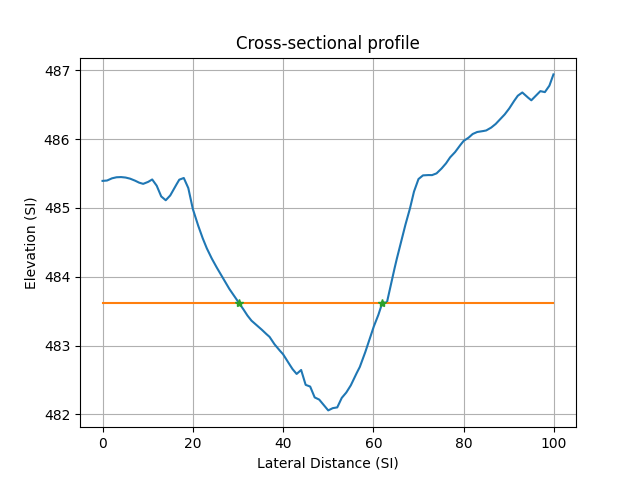 Cross-sectional profile
487
486
485
484
483
482
Elevation (SI)
0 20 40 60 80 100
Lateral Distance (SI)